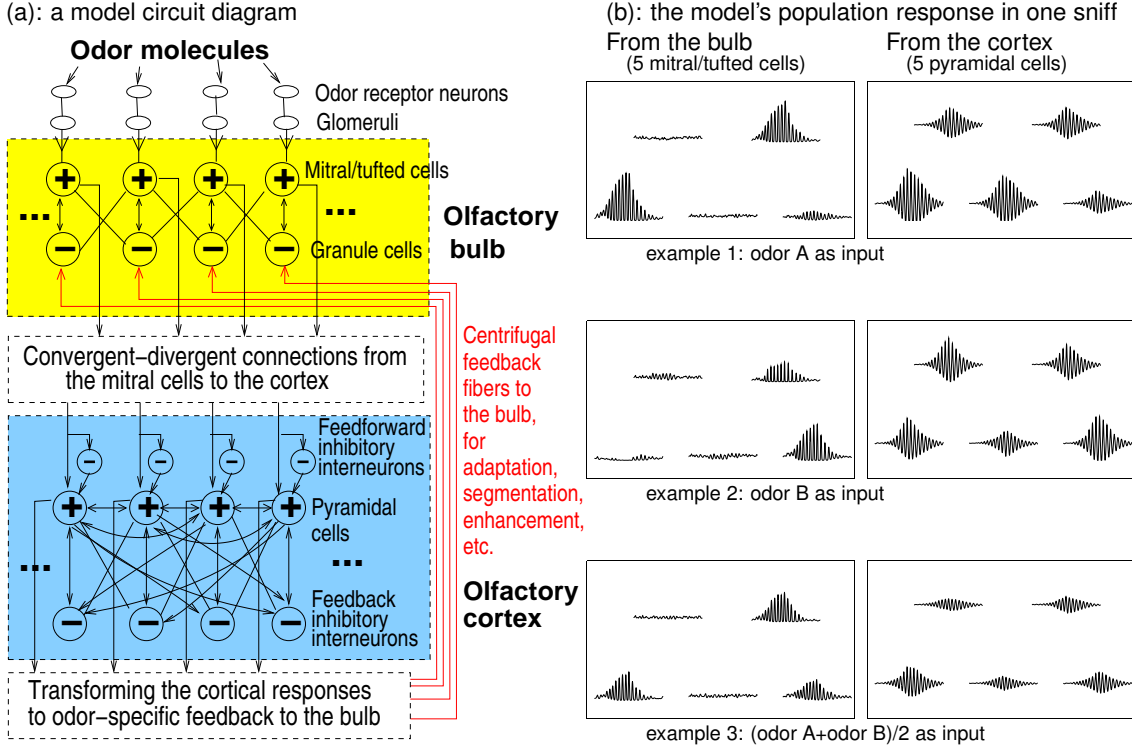 (a): a model circuit diagram
Odor molecules
Odor receptor neurons
Glomeruli
Mitral/tufted cells
...
...
Olfactory
bulb
Granule cells
Convergent−divergent connections from
the mitral cells to the cortex
Centrifugal
feedback
fibers to
the bulb,
for
adaptation,
segmentation,
enhancement,
etc.
Feedforward
inhibitory
interneurons
Pyramidal
cells
...
...
Feedback
inhibitory
interneurons
Olfactory
cortex
Transforming the cortical responses
to odor−specific feedback to the bulb
(b): the model's population response in one sniff
From the bulb
(5 mitral/tufted cells)
From the cortex
(5 pyramidal cells)
example 1: odor A as input
example 2: odor B as input
example 3: (odor A+odor B)/2 as input